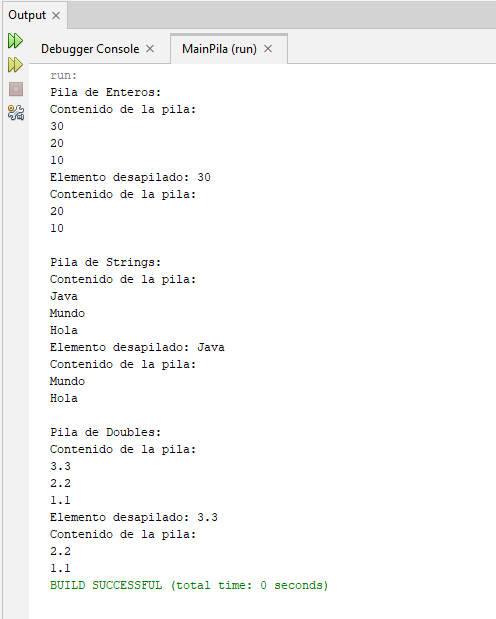 Output
Debugger Console
MainPila (run)
run:
Pila de Enteros:
Contenido de la pila:
30
20
10
Elemento desapilado: 30
Contenido de la pila:
20
10
Pila de Strings:
Contenido de la pila:
Java
Mundo
Hola
Elemento desapilado: Java
Contenido de la pila:
Mundo
Hola
Pila de Doubles:
Contenido de la pila:
3.3
2.2
1.1
Elemento desapilado: 3.3
Contenido de la pila:
2.2
1.1
BUILD SUCCESSFUL (total time: 0 seconds)